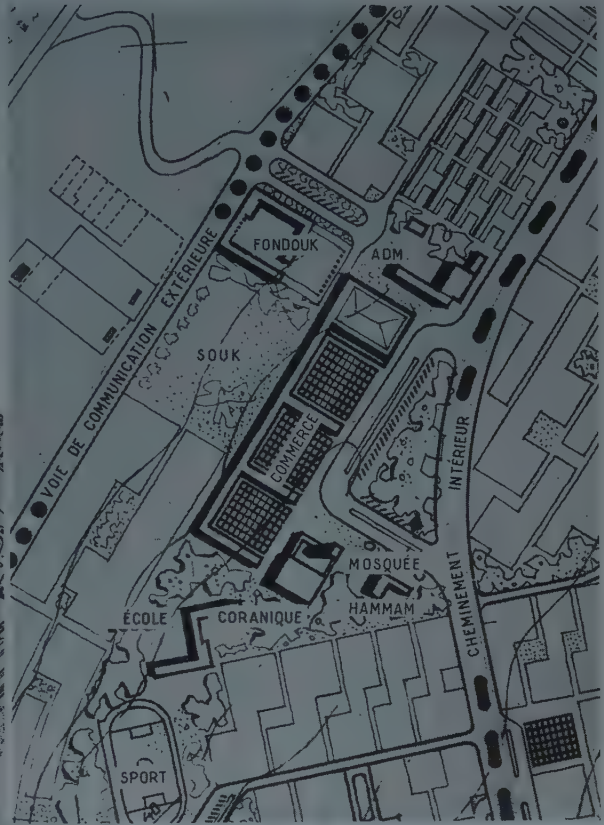 FONDOUK
ADM.
VOIE DE COMMUNICATION EXTÉRIEURE
SOUK
COMMERCE
CHEMINEMENT INTÉRIEUR
MOSQUÉE
HAMMAM
ÉCOLE CORANIQUE
SPORT